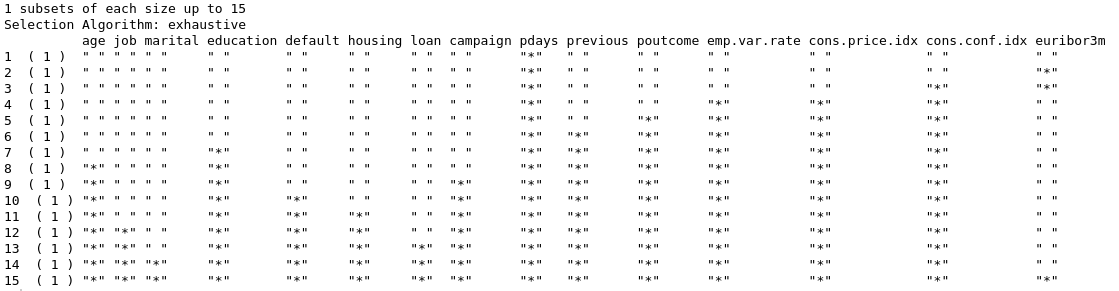 1 subsets of each size up to 15
Selection Algorithm: exhaustive
age job marital education default housing loan campaign pdays previous poutcome emp.var.rate cons.price.idx cons.conf.idx euribor3m
1 ( 1 ) " " " " " " " " " " " " " " " " "*" " " " " " " " " " " " "
2 ( 1 ) " " " " " " " " " " " " " " " " "*" " " " " " " " " " " "*"
3 ( 1 ) " " " " " " " " " " " " " " " " "*" " " " " " " " " "*" "*"
4 ( 1 ) " " " " " " " " " " " " " " " " "*" " " " " "*" "*" "*" " "
5 ( 1 ) " " " " " " " " " " " " " " " " "*" " " "*" "*" "*" "*" " "
6 ( 1 ) " " " " " " " " " " " " " " " " "*" "*" "*" "*" "*" "*" " "
7 ( 1 ) " " " " " " "*" " " " " " " " " "*" "*" "*" "*" "*" "*" " "
8 ( 1 ) "*" " " " " "*" " " " " " " " " "*" "*" "*" "*" "*" "*" " "
9 ( 1 ) "*" " " " " "*" " " " " " " "*" "*" "*" "*" "*" "*" "*" " "
10 ( 1 ) "*" " " " " "*" "*" " " " " "*" "*" "*" "*" "*" "*" "*" " "
11 ( 1 ) "*" " " " " "*" "*" "*" " " "*" "*" "*" "*" "*" "*" "*" " "
12 ( 1 ) "*" "*" " " "*" "*" "*" " " "*" "*" "*" "*" "*" "*" "*" " "
13 ( 1 ) "*" "*" " " "*" "*" "*" "*" "*" "*" "*" "*" "*" "*" "*" " "
14 ( 1 ) "*" "*" "*" "*" "*" "*" "*" "*" "*" "*" "*" "*" "*" "*" " "
15 ( 1 ) "*" "*" "*" "*" "*" "*" "*" "*" "*" "*" "*" "*" "*" "*" "*"